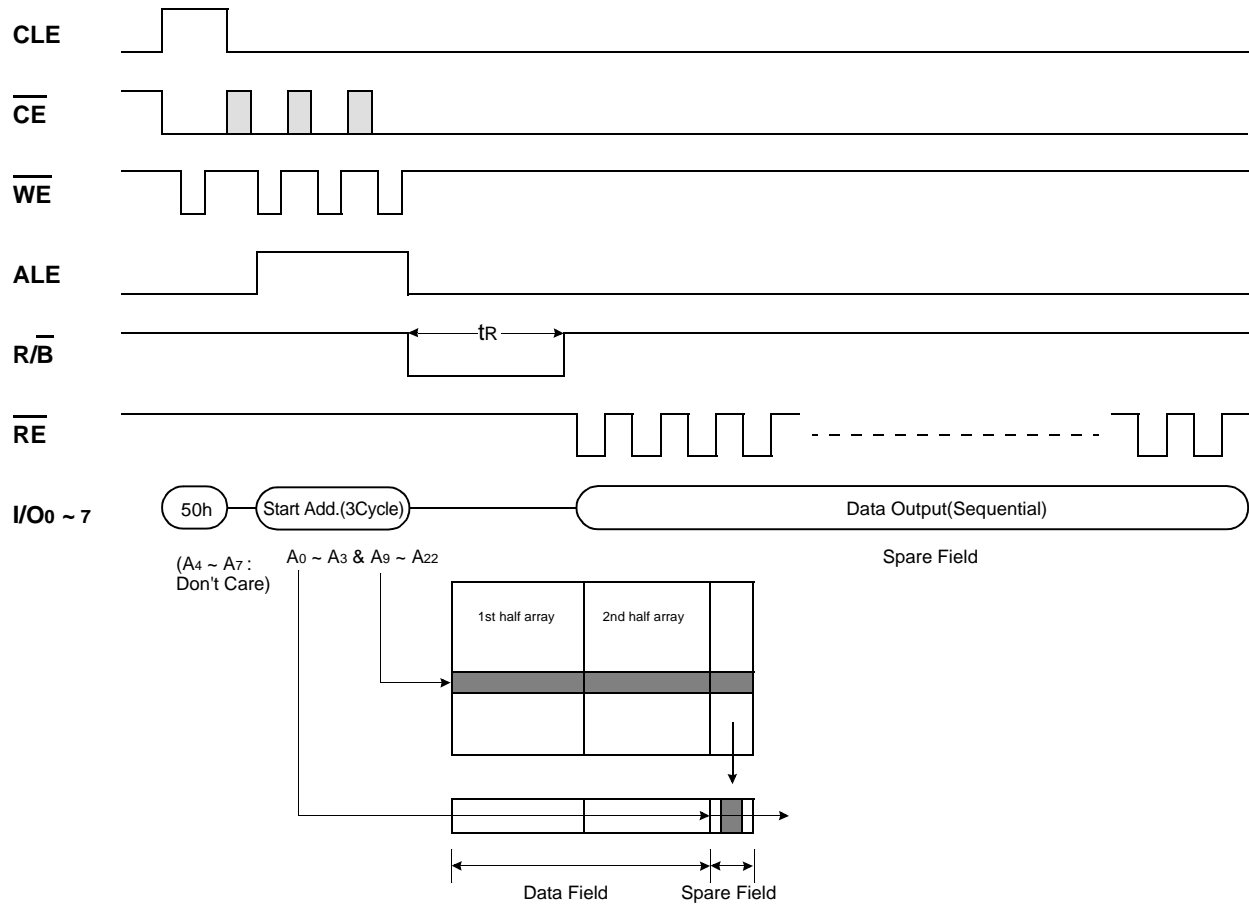 CLE
CE
WE
ALE
R/B
tR
RE
I/O0 ~ 7
50h
Start Add.(3Cycle)
Data Output(Sequential)
(A4 ~ A7 :
Don't Care)
A0 ~ A3 & A9 ~ A22
Spare Field
1st half array
2nd half array
Data Field
Spare Field